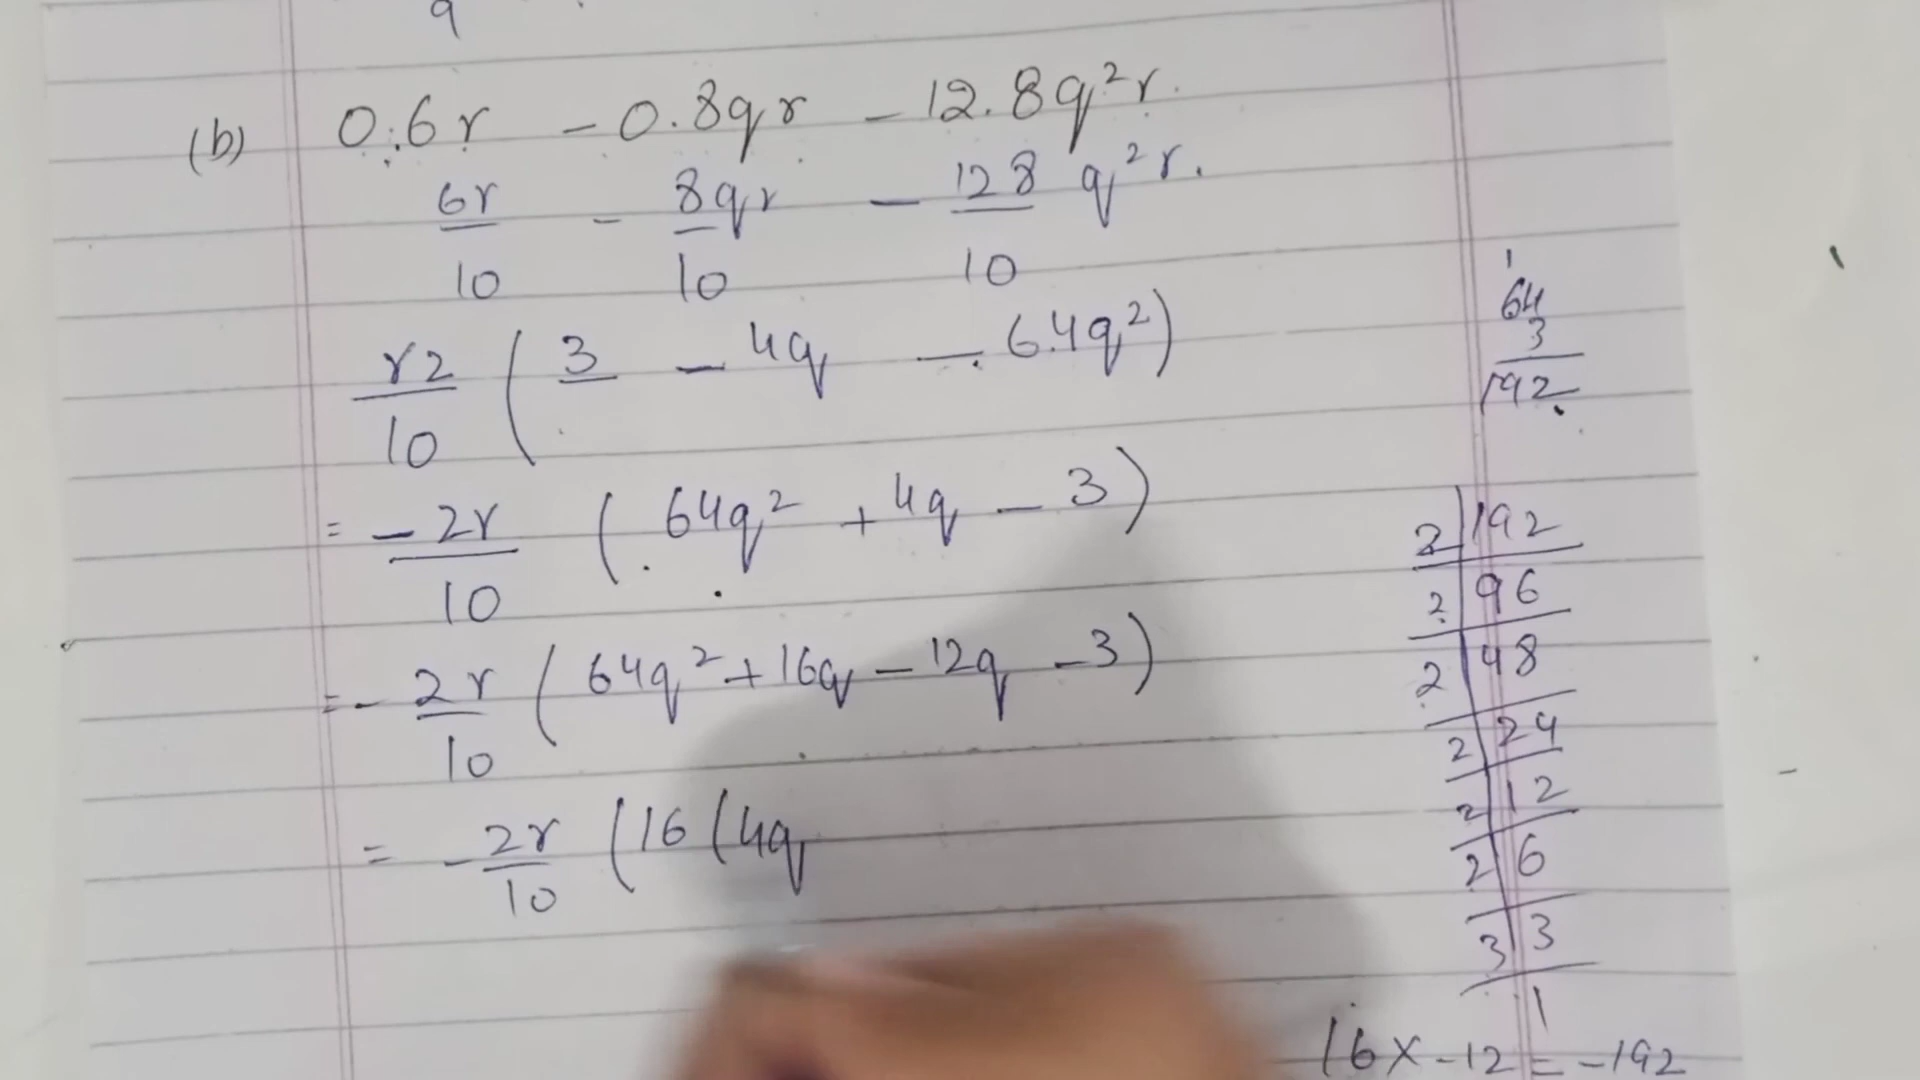 q
(b) 0.6r - 0.8qr - 12.8q²r.
6r/10 - 8qr/10 - 128/10 q²r.
r2/10 ( 3 - 4q - 64q²)
= -2r/10 ( 64q² + 4q - 3)
= - 2r/10 ( 64q² + 16q - 12q - 3)
= - 2r/10 (16 (4q
1
64
3
192
2 | 192
2 | 96
2 | 48
2 | 24
2 | 12
2 | 6
3 | 3
1
16 x -12 = -192